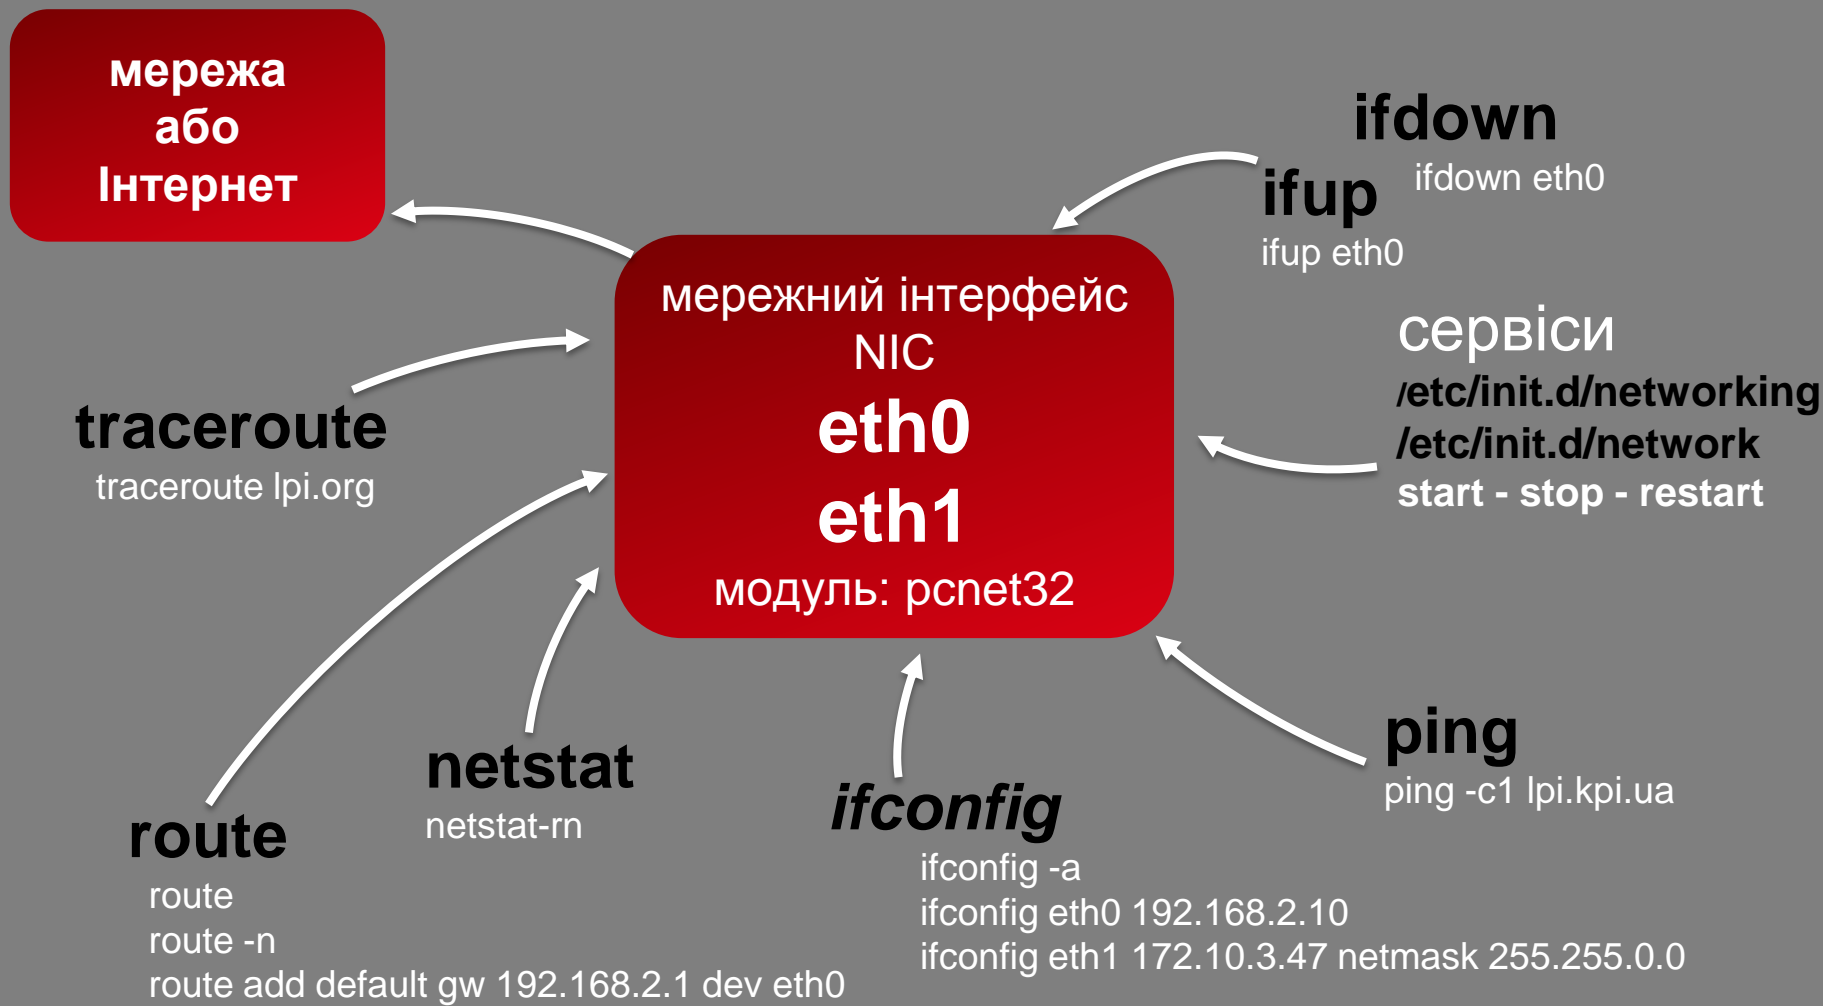 мережа
або
Інтернет
ifdown
ifdown eth0
ifup
ifup eth0
мережний інтерфейс
NIC
eth0
eth1
модуль: pcnet32
сервіси
/etc/init.d/networking
/etc/init.d/network
start - stop - restart
traceroute
traceroute lpi.org
route
route
route -n
route add default gw 192.168.2.1 dev eth0
netstat
netstat-rn
ifconfig
ifconfig -a
ifconfig eth0 192.168.2.10
ifconfig eth1 172.10.3.47 netmask 255.255.0.0
ping
ping -c1 lpi.kpi.ua